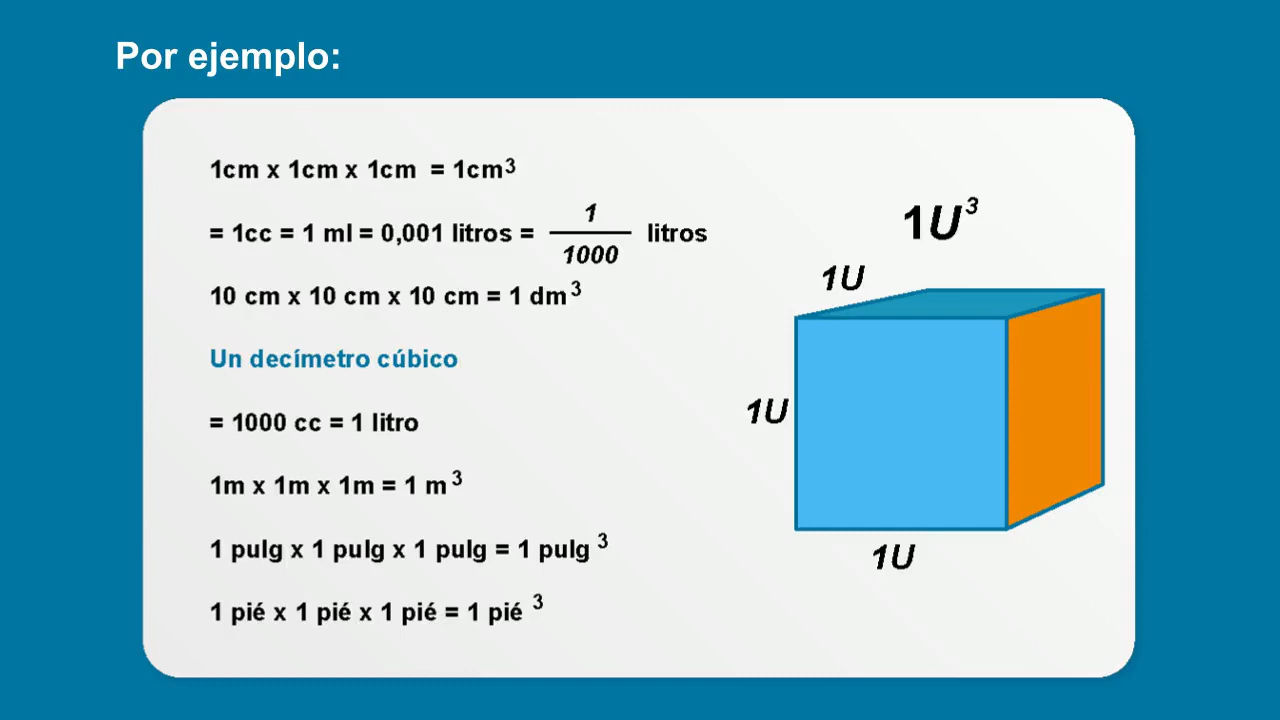 Por ejemplo:
1cm x 1cm x 1cm = 1cm³
= 1cc = 1 ml = 0,001 litros = 1/1000 litros
10 cm x 10 cm x 10 cm = 1 dm³
Un decímetro cúbico
= 1000 cc = 1 litro
1m x 1m x 1m = 1 m³
1 pulg x 1 pulg x 1 pulg = 1 pulg³
1 pié x 1 pié x 1 pié = 1 pié³
1U³
1U
1U
1U